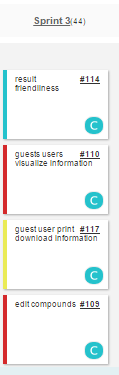 Sprint 3(44)
result #114
friendliness
C
guests users #110
visualize information
C
guest user print #117
download information
C
edit compounds #109
C